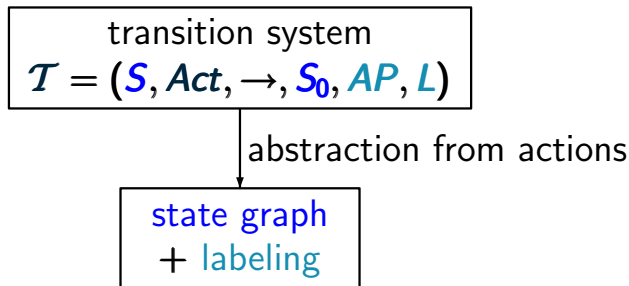 transition system
𝒯 = (S, Act, →, S₀, AP, L)
abstraction from actions
state graph
+ labeling